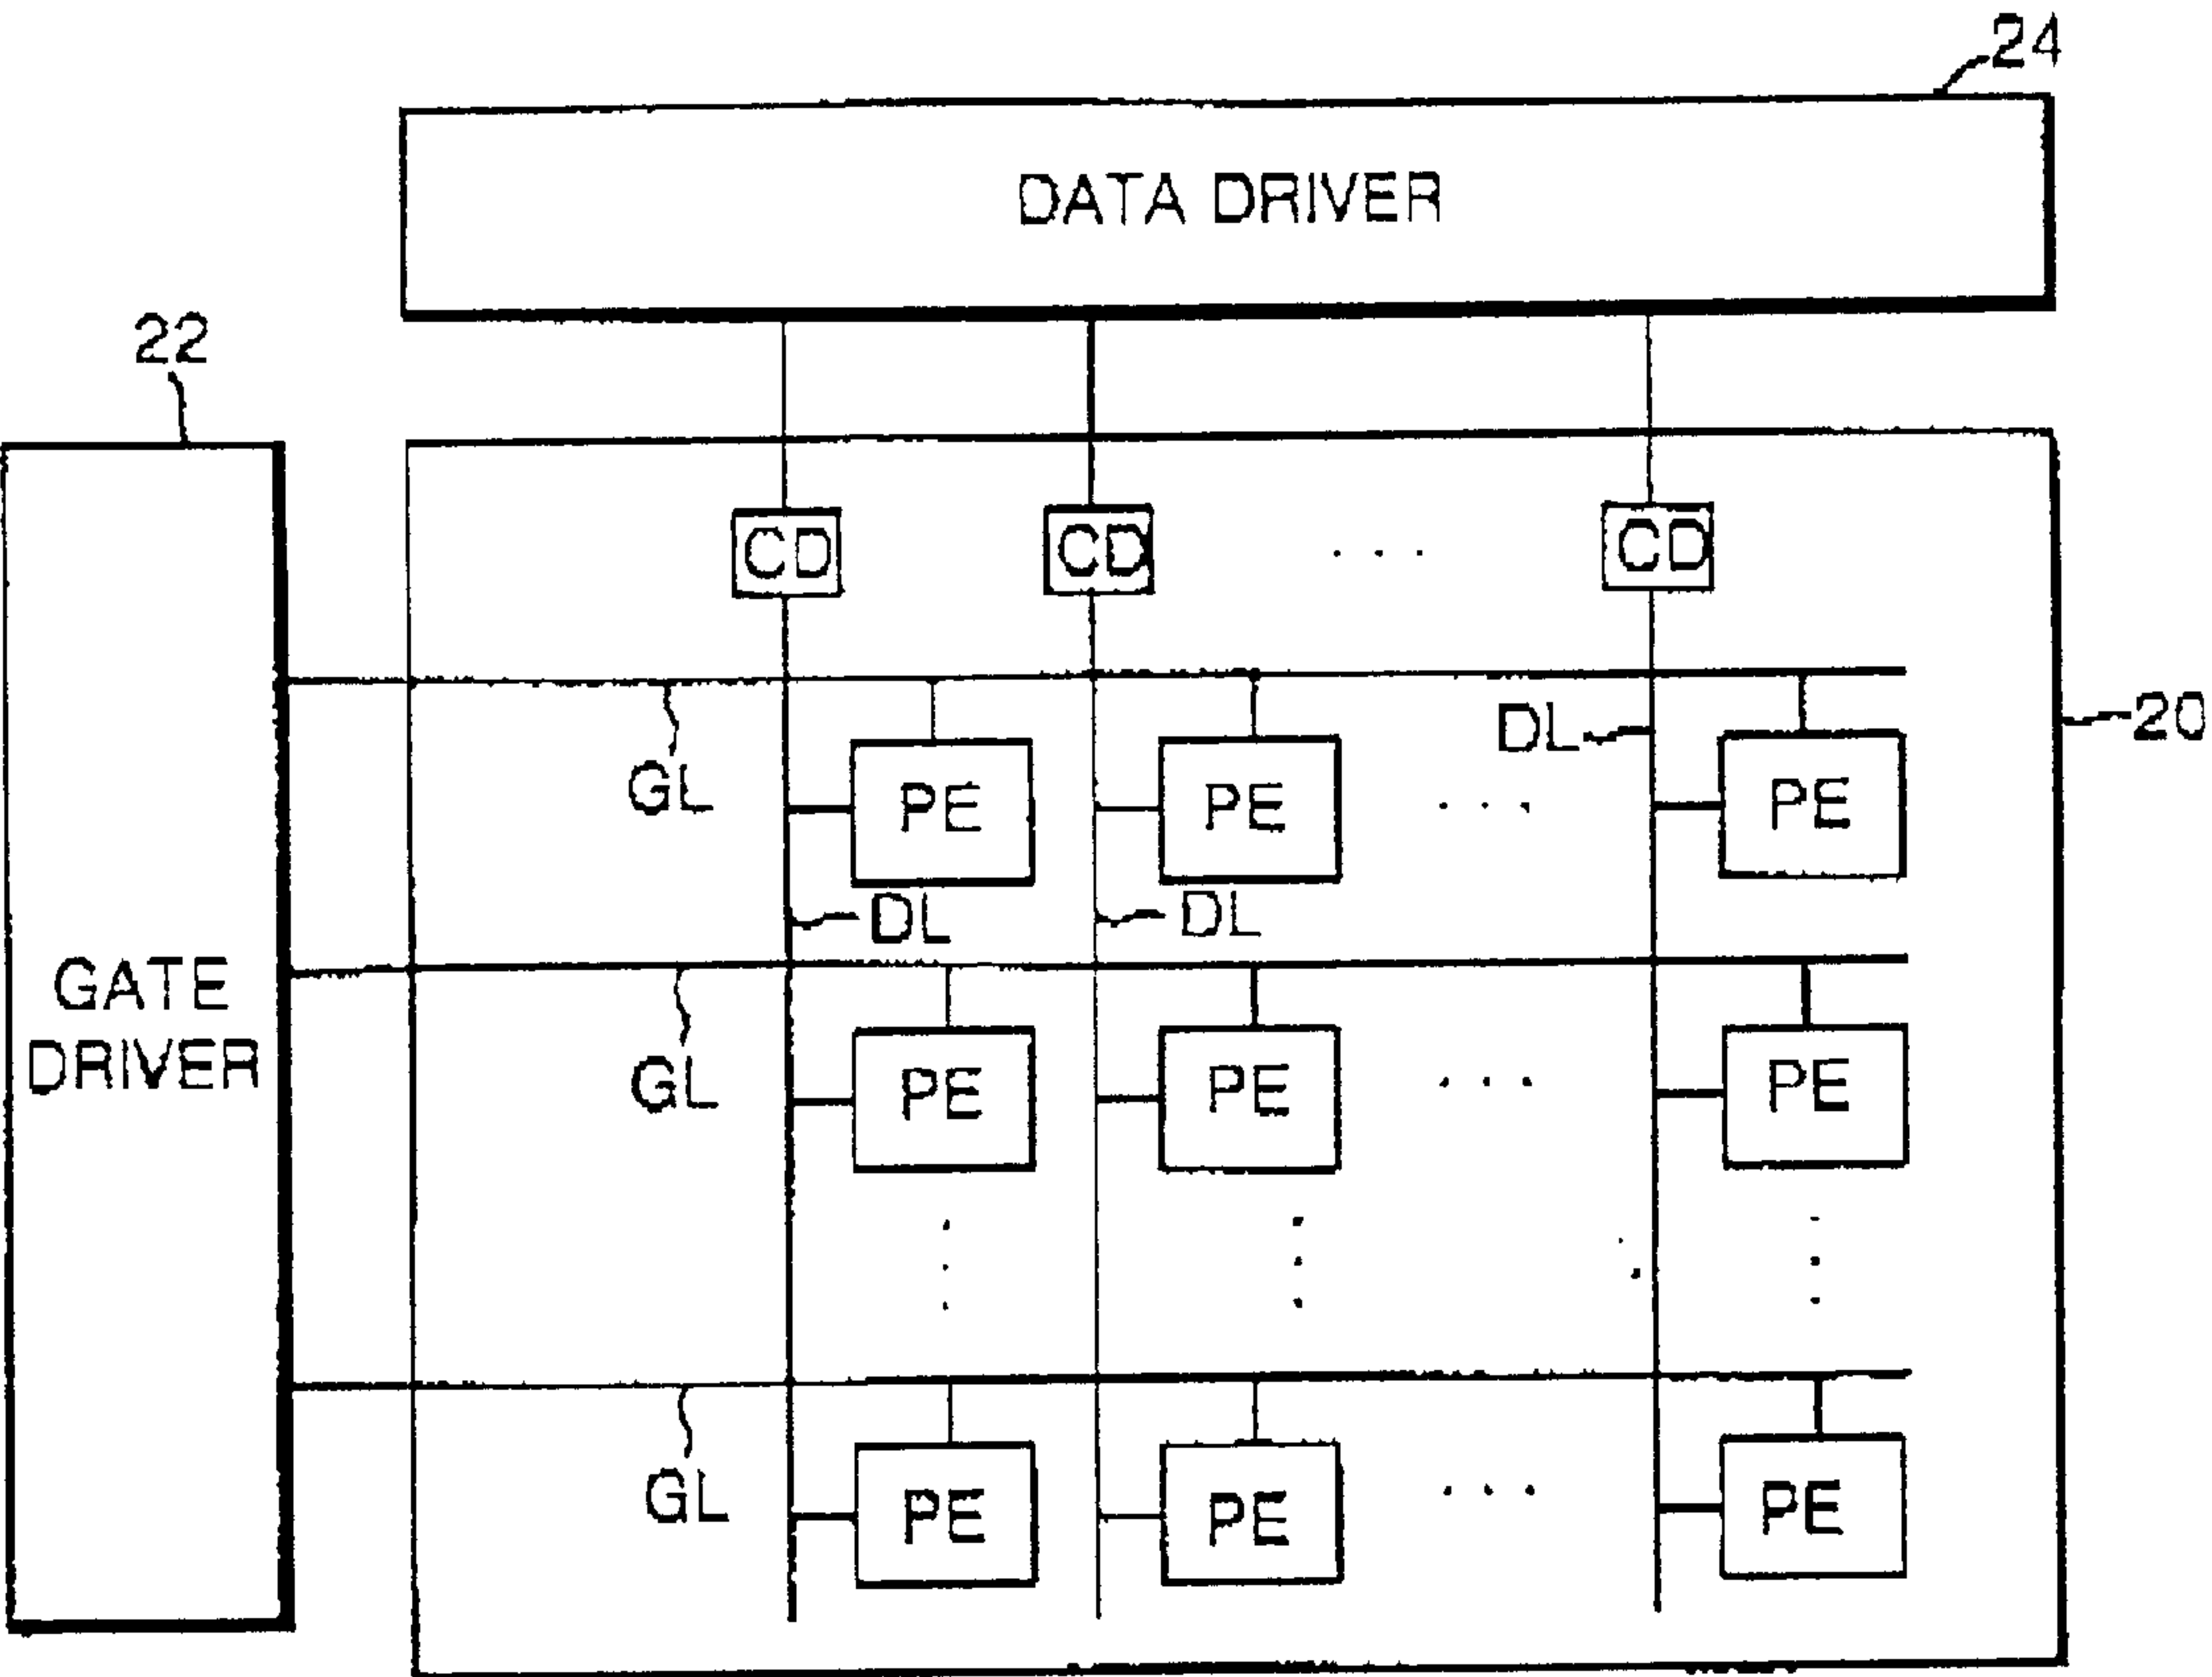 24
DATA DRIVER
22
CD CD . . . CD
DL
20
GL
PE PE . . . PE
DL DL
GATE
DRIVER
GL
PE PE . . . PE
GL
PE PE . . . PE